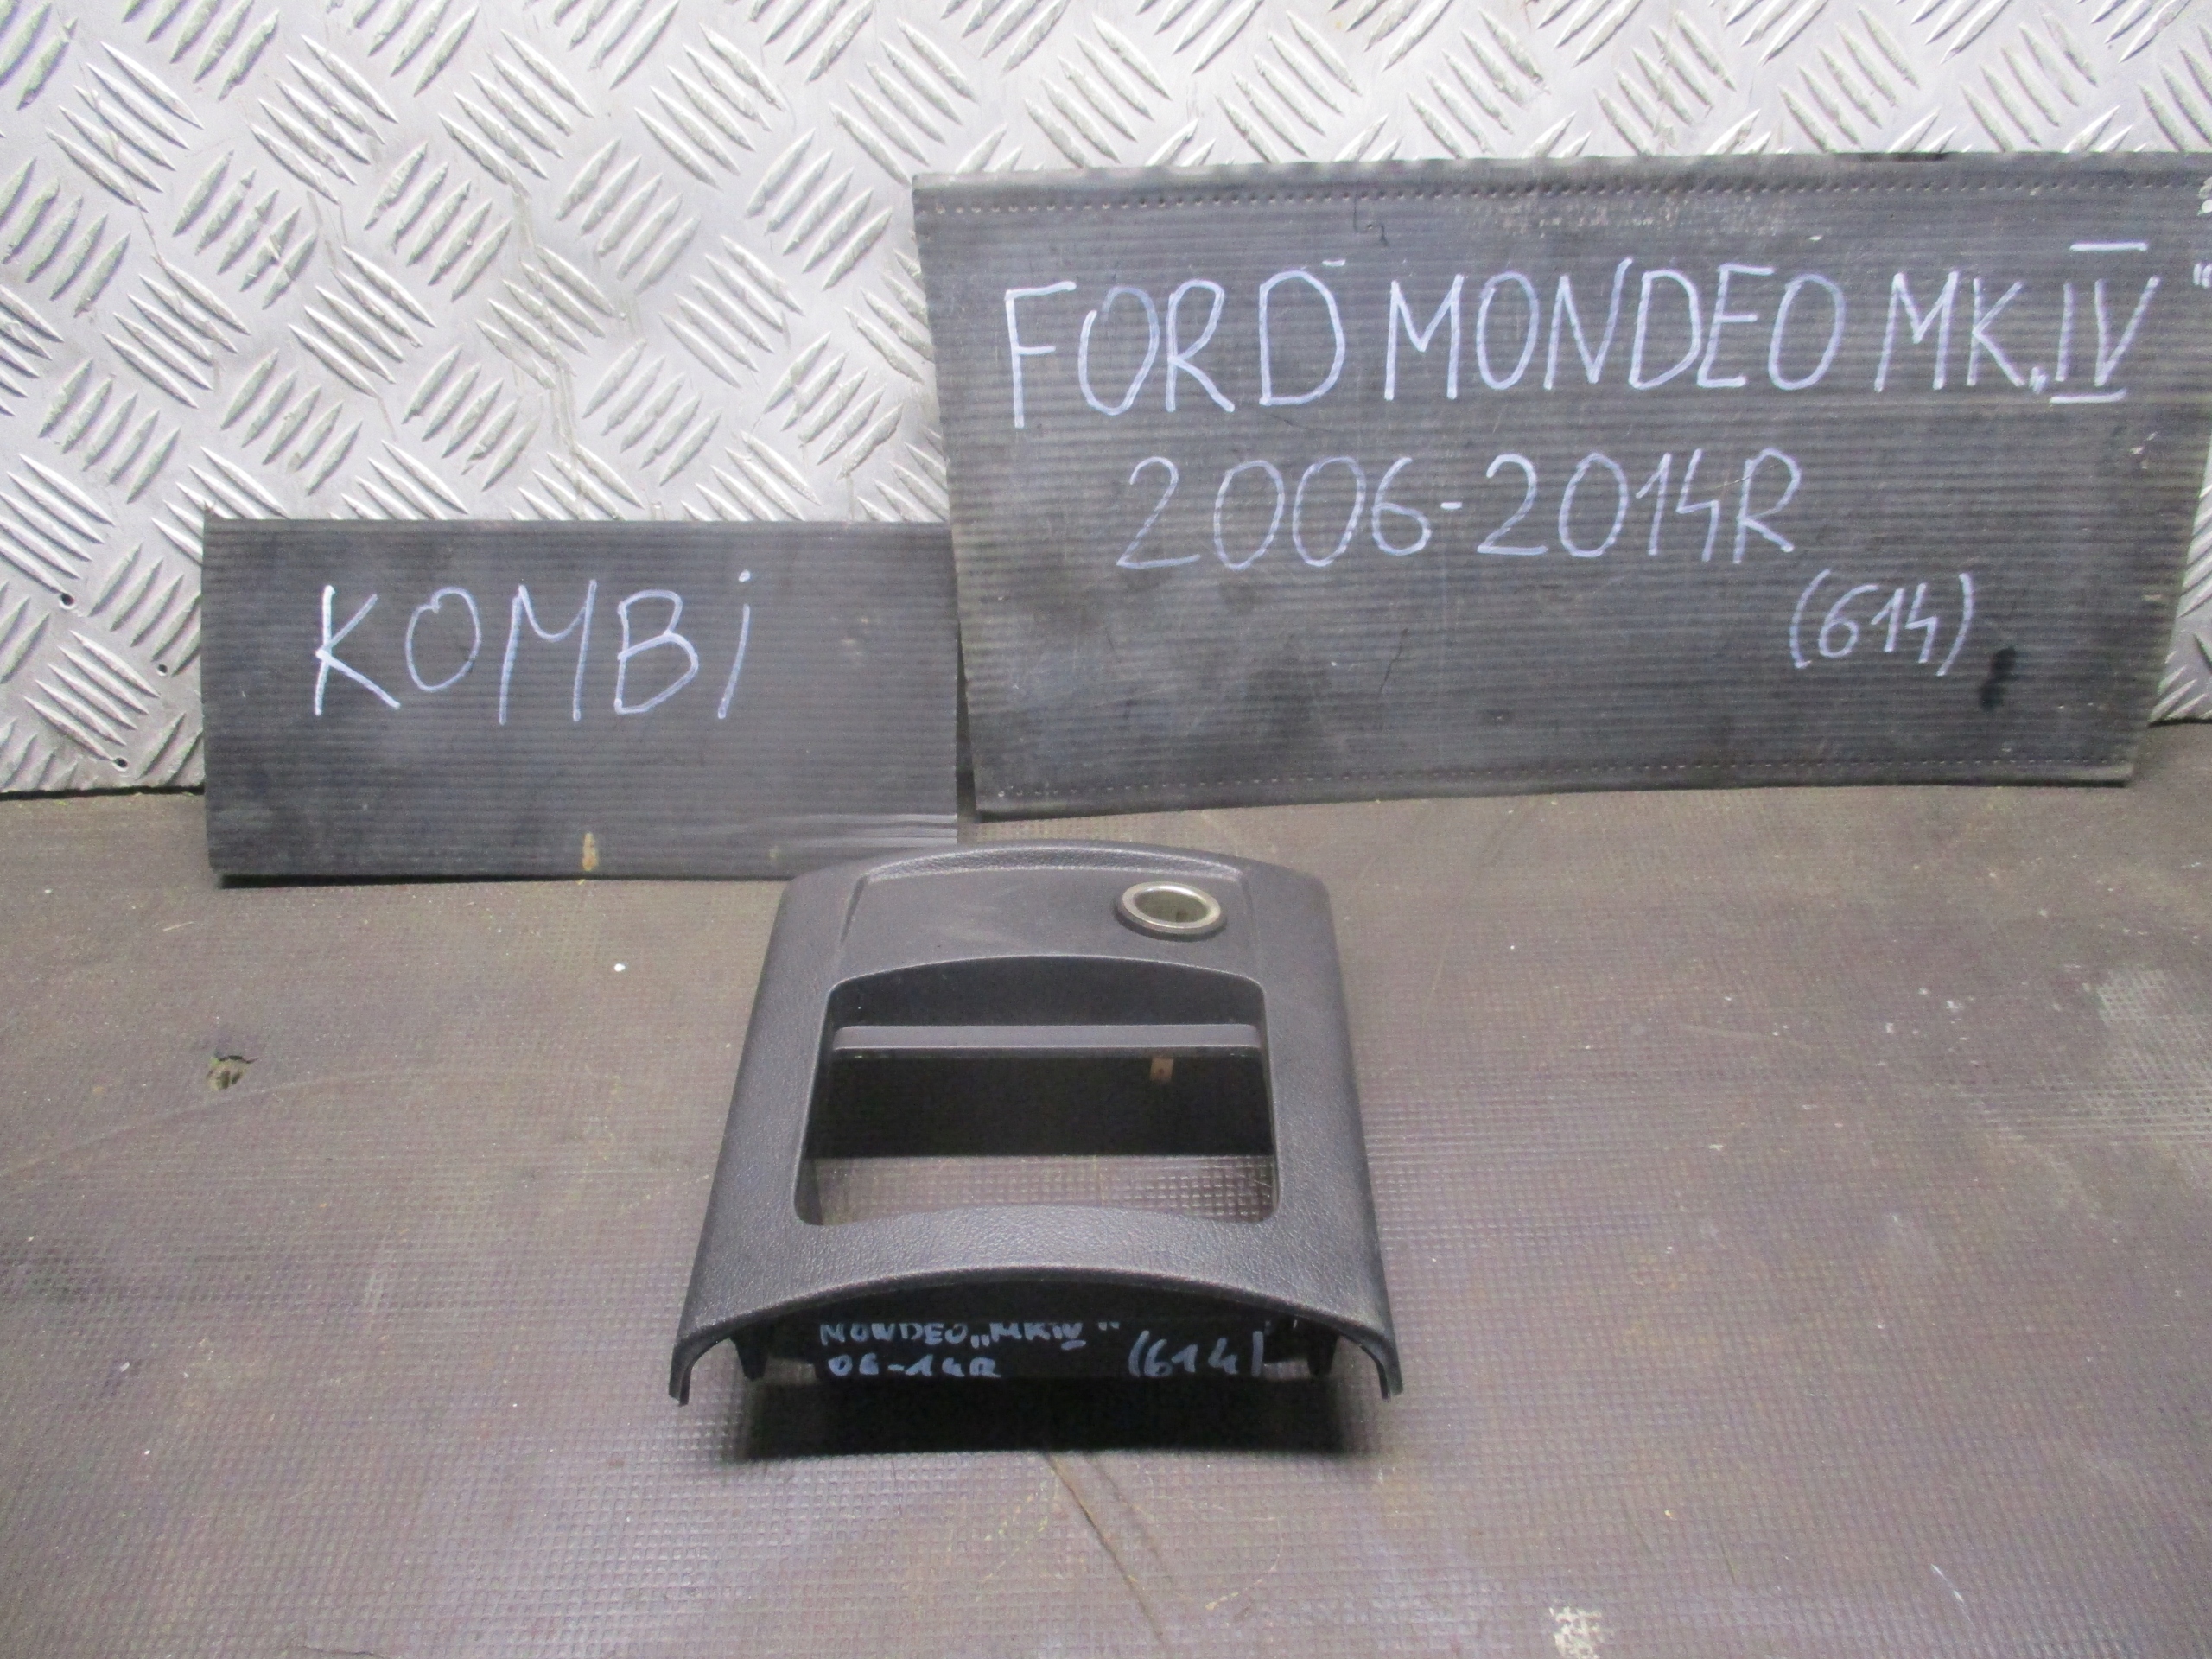 FORD MONDEO MK„IV"
2006-2014R
(614)
KOMBi
MONDEO „MKIV"
06-14R (614)